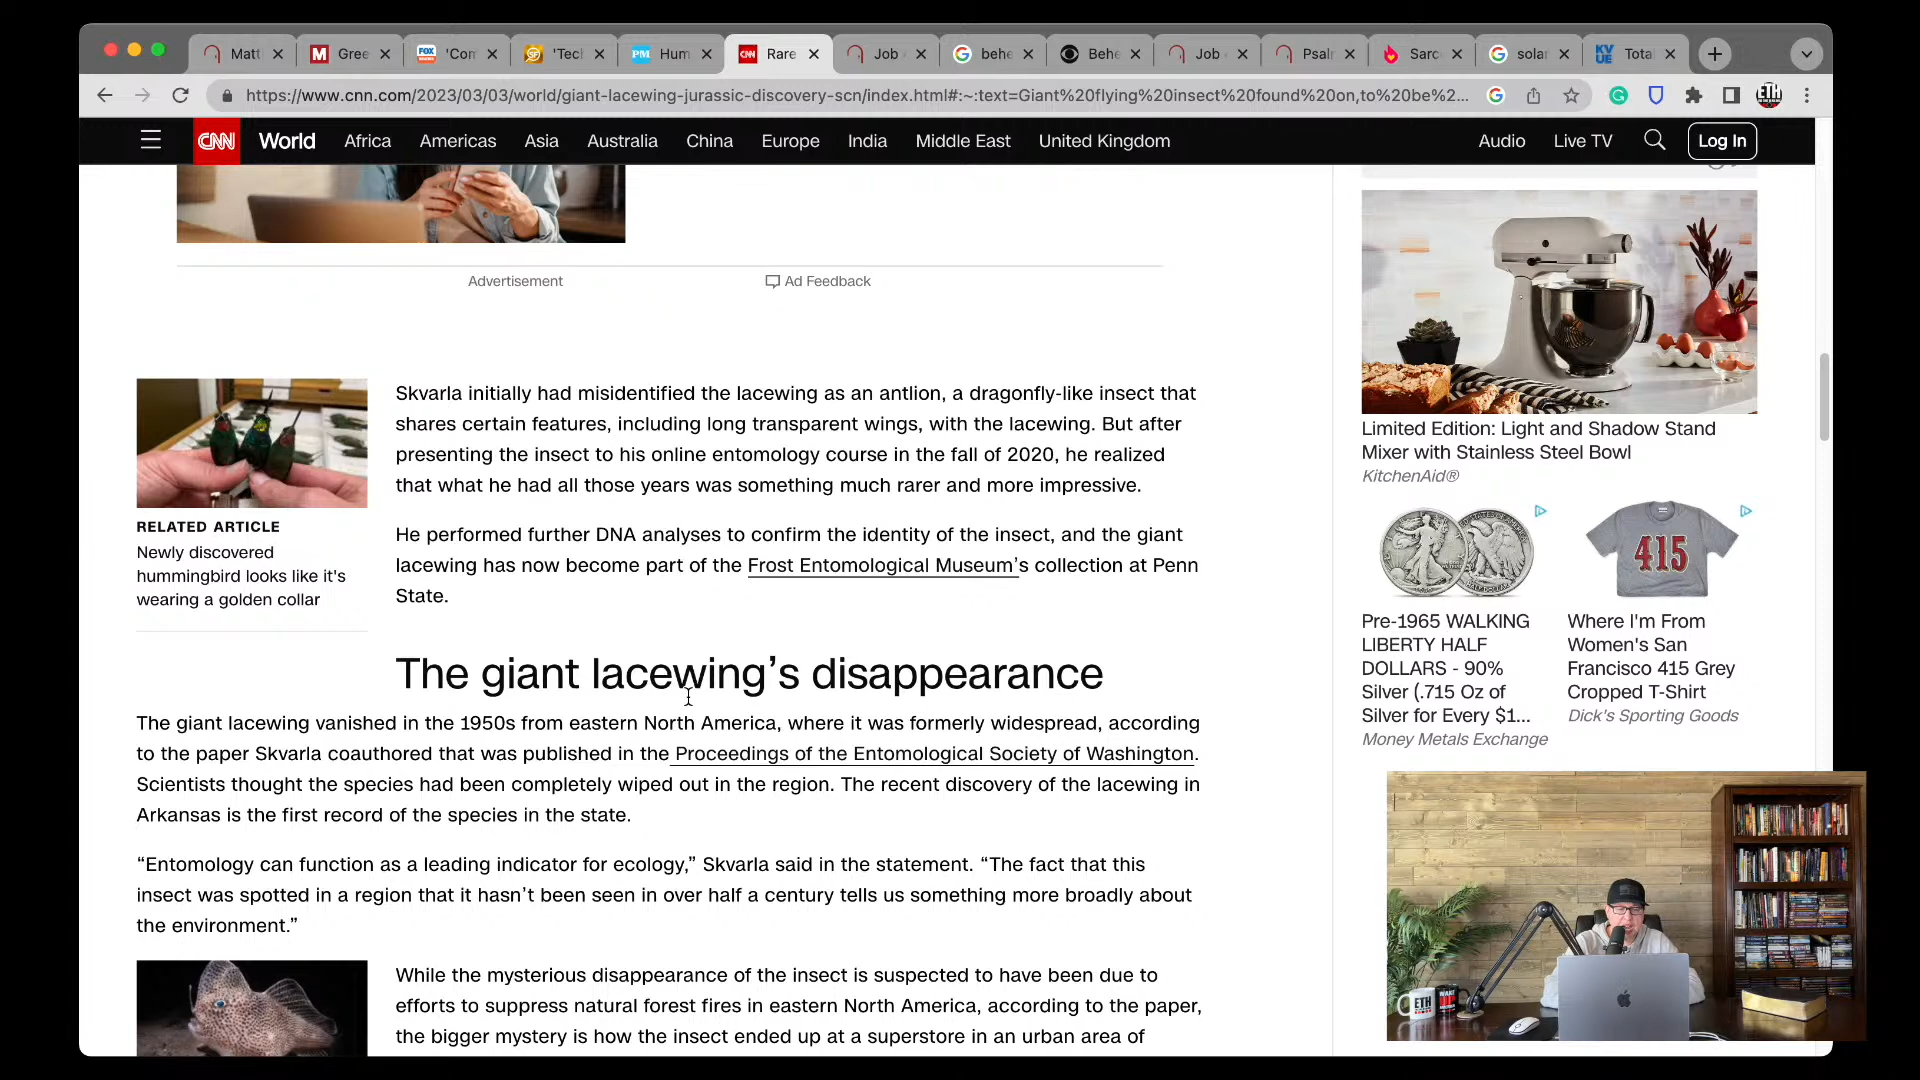 Matt
Gree
'Com
'Tecl
Hum
Rare
Job
behe
Behe
Job
Psalr
Sarc
solar
Total
https://www.cnn.com/2023/03/03/world/giant-lacewing-jurassic-discovery-scn/index.html#:~:text=Giant%20flying%20insect%20found%20on,to%20be%2...
CNN World Africa Americas Asia Australia China Europe India Middle East United Kingdom Audio Live TV Log In
Advertisement
Ad Feedback
Skvarla initially had misidentified the lacewing as an antlion, a dragonfly-like insect that
shares certain features, including long transparent wings, with the lacewing. But after
presenting the insect to his online entomology course in the fall of 2020, he realized
that what he had all those years was something much rarer and more impressive.
RELATED ARTICLE
Newly discovered
hummingbird looks like it's
wearing a golden collar
He performed further DNA analyses to confirm the identity of the insect, and the giant
lacewing has now become part of the Frost Entomological Museum's collection at Penn
State.
The giant lacewing's disappearance
The giant lacewing vanished in the 1950s from eastern North America, where it was formerly widespread, according
to the paper Skvarla coauthored that was published in the Proceedings of the Entomological Society of Washington.
Scientists thought the species had been completely wiped out in the region. The recent discovery of the lacewing in
Arkansas is the first record of the species in the state.
“Entomology can function as a leading indicator for ecology,” Skvarla said in the statement. “The fact that this
insect was spotted in a region that it hasn't been seen in over half a century tells us something more broadly about
the environment.”
While the mysterious disappearance of the insect is suspected to have been due to
efforts to suppress natural forest fires in eastern North America, according to the paper,
the bigger mystery is how the insect ended up at a superstore in an urban area of
Limited Edition: Light and Shadow Stand
Mixer with Stainless Steel Bowl
KitchenAid®
415
Pre-1965 WALKING
LIBERTY HALF
DOLLARS - 90%
Silver (.715 Oz of
Silver for Every $1...
Money Metals Exchange
Where I'm From
Women's San
Francisco 415 Grey
Cropped T-Shirt
Dick's Sporting Goods
ETH